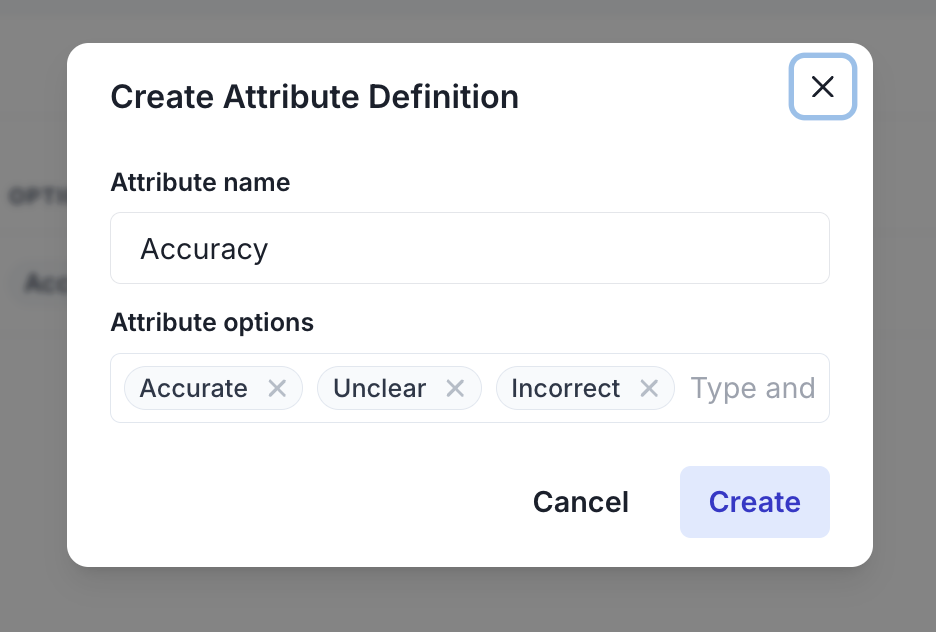 Create Attribute Definition
Attribute name
Accuracy
Attribute options
Accurate Unclear Incorrect Type and
Cancel Create